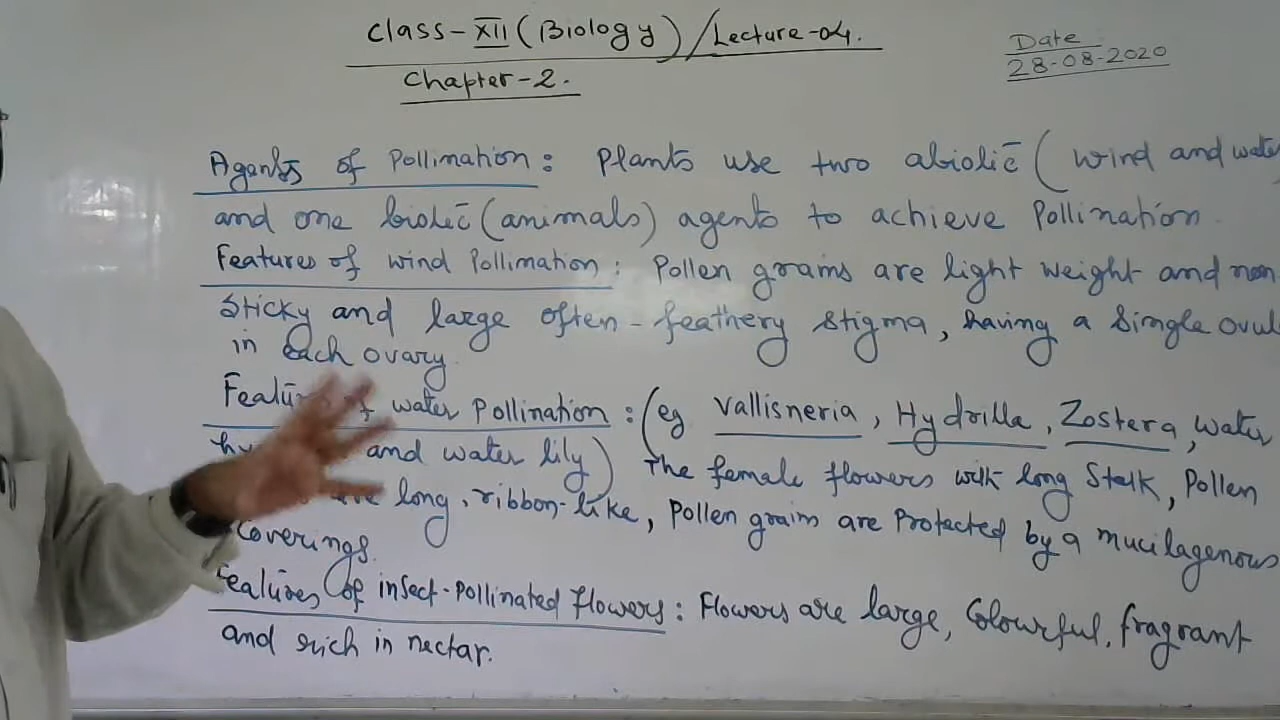 Class-XII (Biology) / Lecture-04.
Chapter-2.
Date
28-08-2020
Agents of Pollination: Plants use two abiotic (wind and water
and one biotic (animals) agents to achieve Pollination
Features of wind Pollination: Pollen grains are light weight and non
Sticky and large often-feathery stigma, having a single ovul
in each ovary.
of water Pollination: (eg Vallisneria, Hydrilla, Zostera, water
and water lily) The female flowers with long Stalk, Pollen
long, ribbon-like, Pollen grains are Protected by a mucilagenous
Coverings.
Features of insect-Pollinated flowers: Flowers are large, Colourful, fragrant
and rich in nectar.